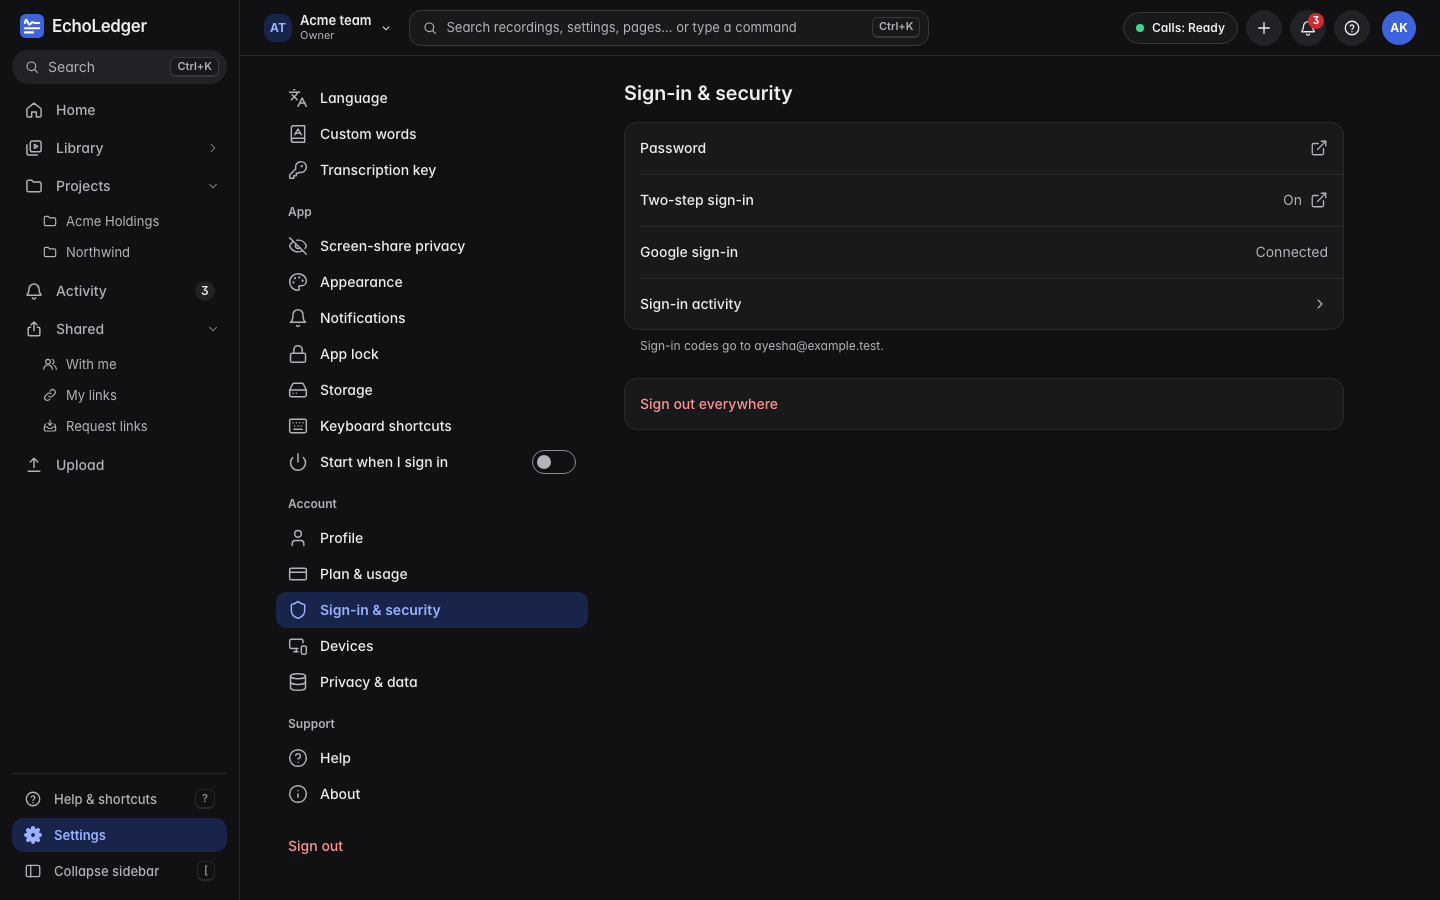 EchoLedger
Search Ctrl+K
Home
Library
Projects
Acme Holdings
Northwind
Activity 3
Shared
With me
My links
Request links
Upload
Help & shortcuts ?
Settings
Collapse sidebar [
AT Acme team
Owner
Search recordings, settings, pages... or type a command Ctrl+K
Calls: Ready
3
AK
Language
Custom words
Transcription key
App
Screen-share privacy
Appearance
Notifications
App lock
Storage
Keyboard shortcuts
Start when I sign in
Account
Profile
Plan & usage
Sign-in & security
Devices
Privacy & data
Support
Help
About
Sign out
Sign-in & security
Password
Two-step sign-in On
Google sign-in Connected
Sign-in activity
Sign-in codes go to ayesha@example.test.
Sign out everywhere